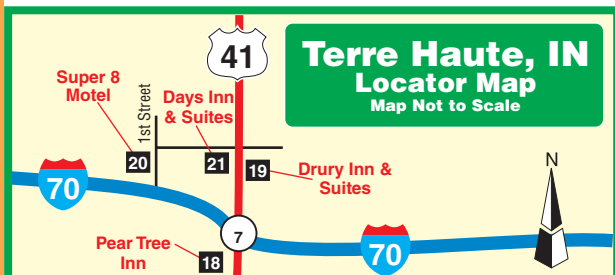 41
Terre Haute, IN
Locator Map
Map Not to Scale
Super 8
Motel
1st Street
Days Inn
& Suites
20
21
19
Drury Inn &
Suites
N
70
7
70
Pear Tree
Inn
18